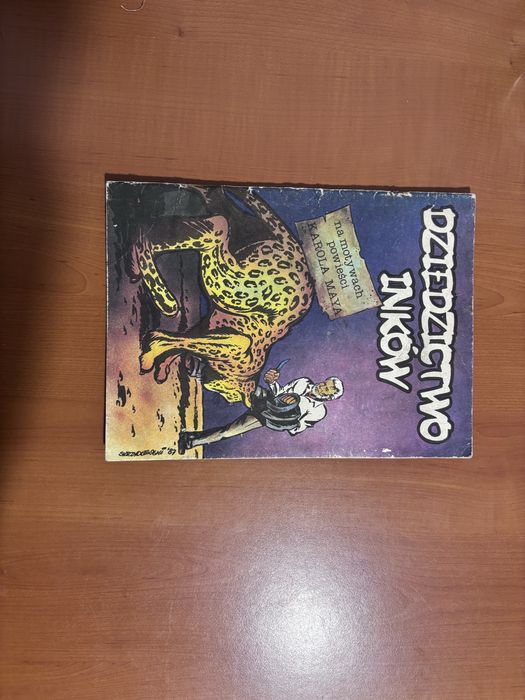 DZIEDZICTWO
INKÓW
na motywach
powieści
KAROLA MAYA